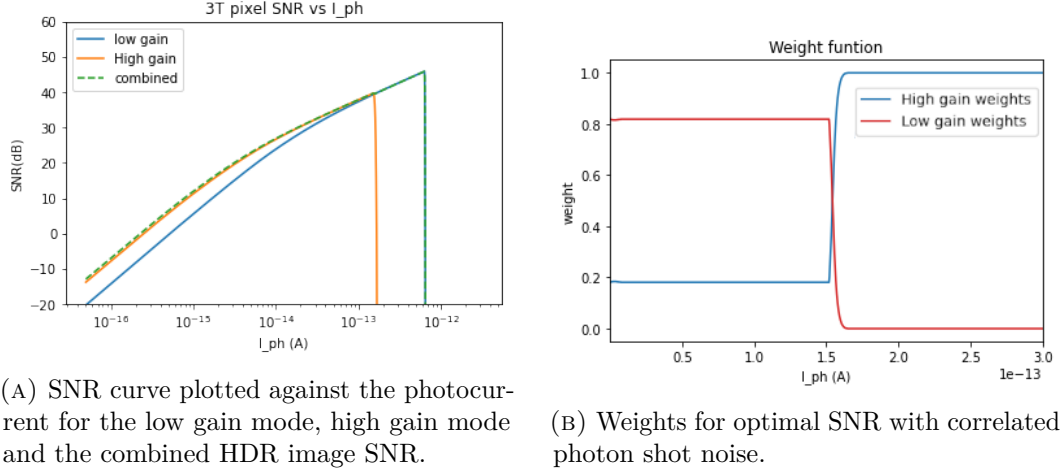 3T pixel SNR vs I_ph
60
50
40
30
20
10
0
−10
−20
SNR(dB)
low gain
High gain
combined
10⁻¹⁶
10⁻¹⁵
10⁻¹⁴
10⁻¹³
10⁻¹²
I_ph (A)
(A) SNR curve plotted against the photocur-
rent for the low gain mode, high gain mode
and the combined HDR image SNR.
Weight funtion
1.0
0.8
0.6
0.4
0.2
0.0
weight
High gain weights
Low gain weights
0.5
1.0
1.5
2.0
2.5
3.0
1e−13
I_ph (A)
(B) Weights for optimal SNR with correlated
photon shot noise.